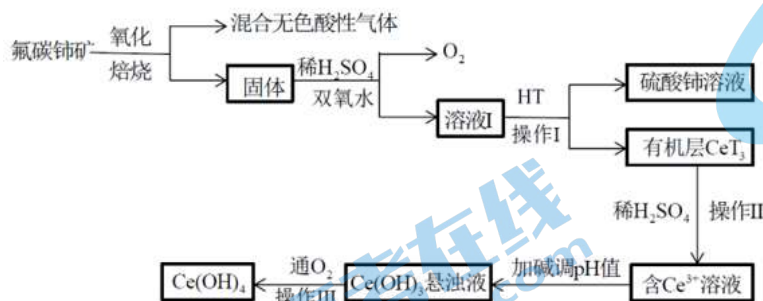 混合无色酸性气体
氟碳铈矿 氧化 焙烧
固体 稀H₂SO₄ 双氧水
O₂
溶液I HT 操作I
硫酸铈溶液
有机层CeT₃
稀H₂SO₄ 操作II
含Ce³⁺溶液
加碱调pH值
Ce(OH)₃悬浊液
通O₂ 操作III
Ce(OH)₄
在线